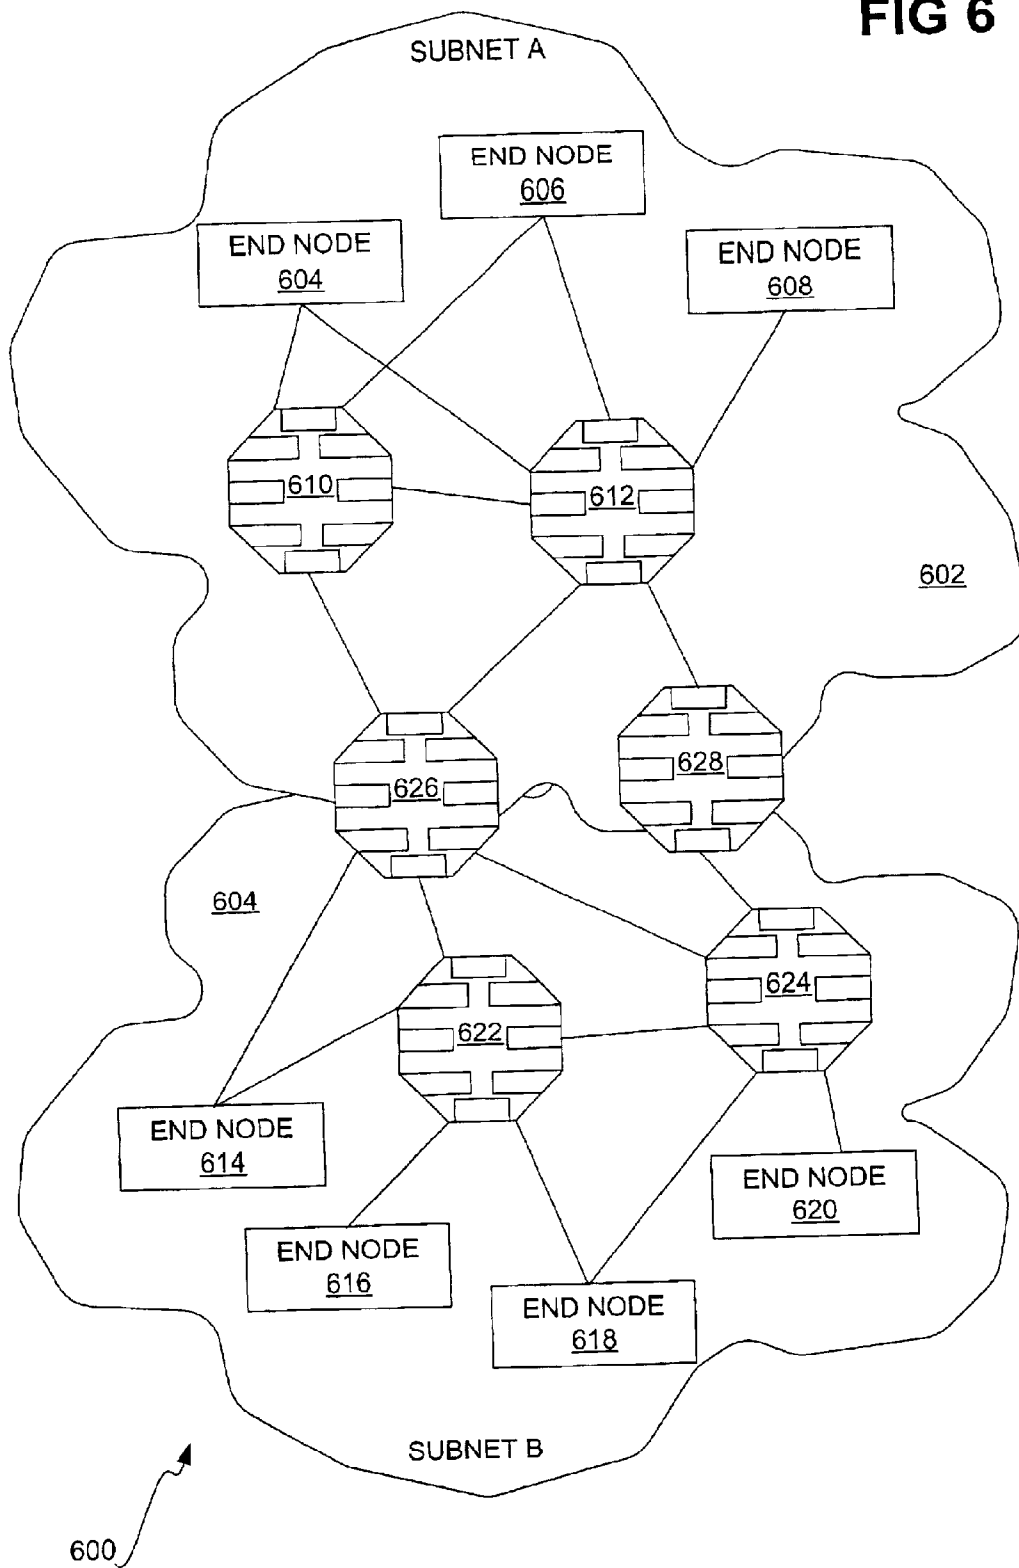 FIG 6
SUBNET A
END NODE
606
END NODE
604
END NODE
608
610
612
602
626
628
604
622
624
END NODE
614
END NODE
620
END NODE
616
END NODE
618
SUBNET B
600